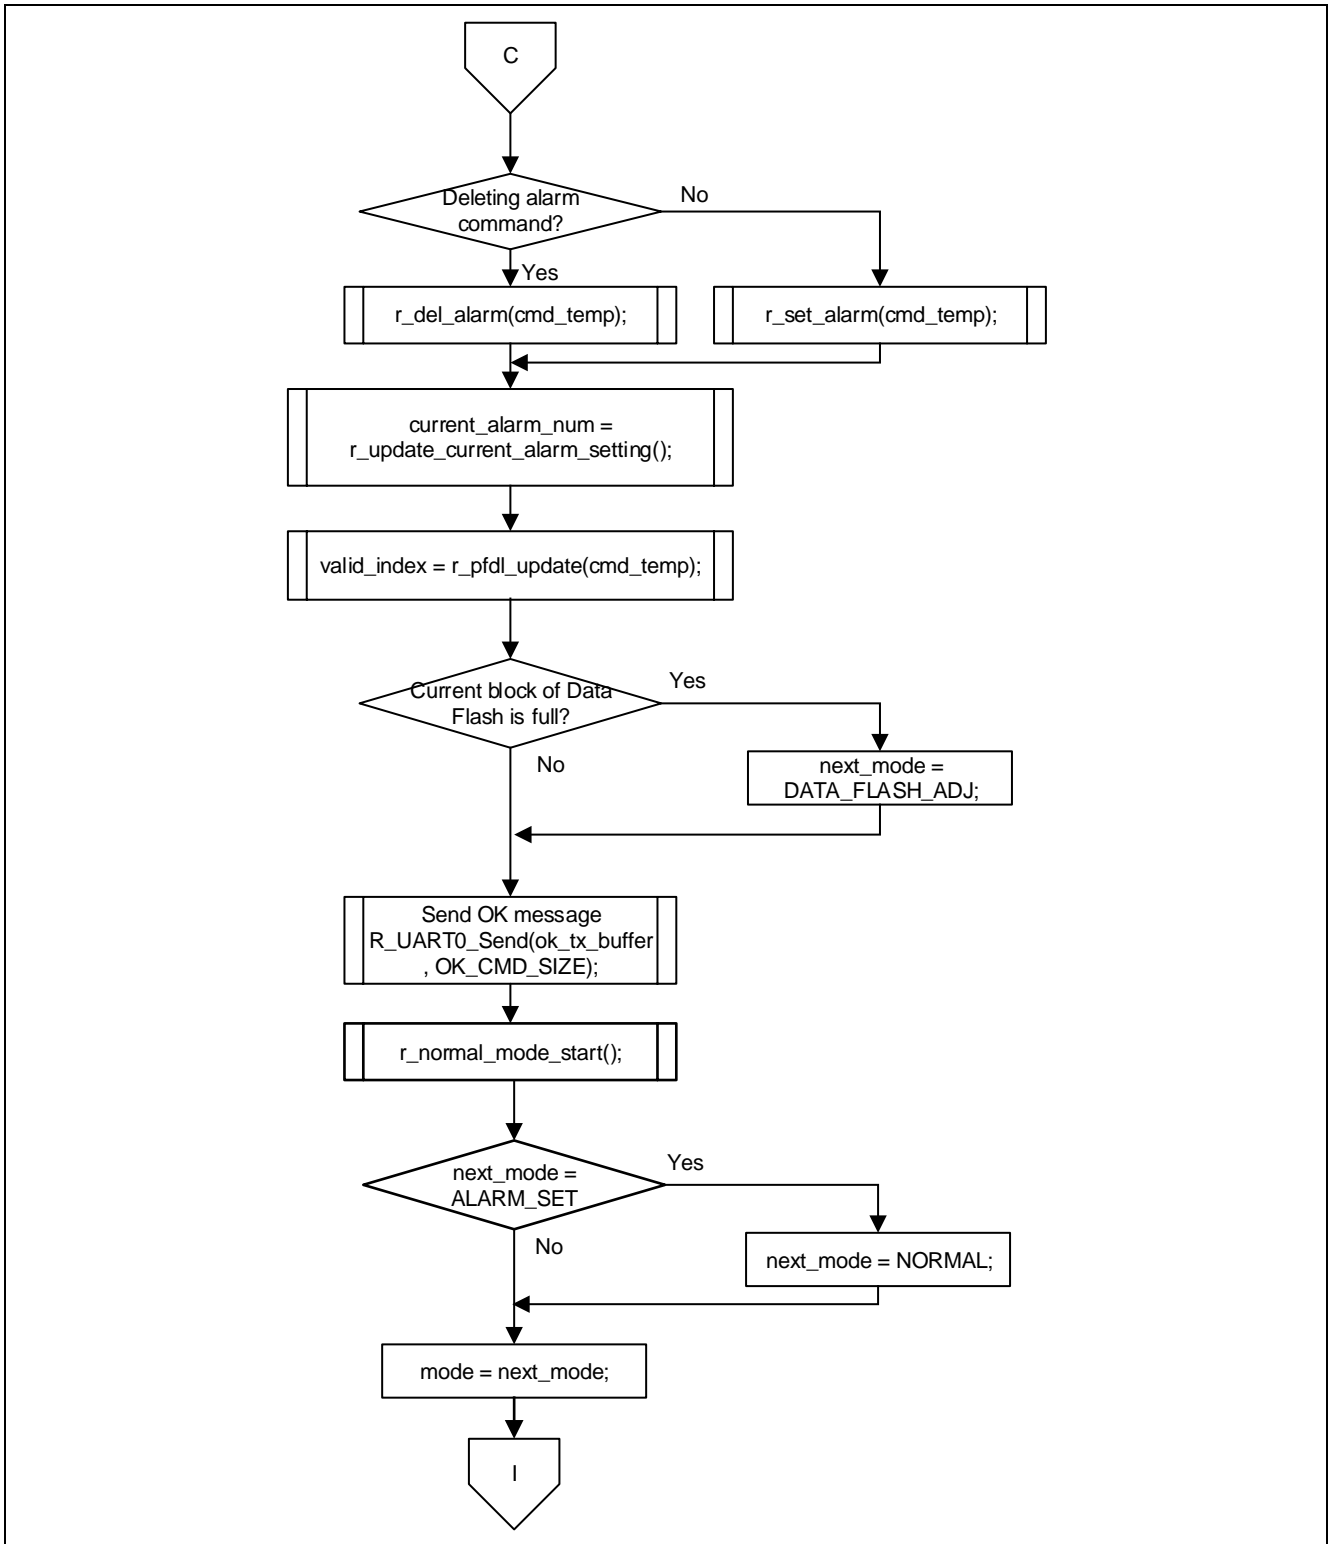 C
Deleting alarm
command?
No
Yes
r_del_alarm(cmd_temp);
r_set_alarm(cmd_temp);
current_alarm_num =
r_update_current_alarm_setting();
valid_index = r_pfdl_update(cmd_temp);
Current block of Data
Flash is full?
Yes
No
next_mode =
DATA_FLASH_ADJ;
Send OK message
R_UART0_Send(ok_tx_buffer
, OK_CMD_SIZE);
r_normal_mode_start();
next_mode =
ALARM_SET
Yes
No
next_mode = NORMAL;
mode = next_mode;
I